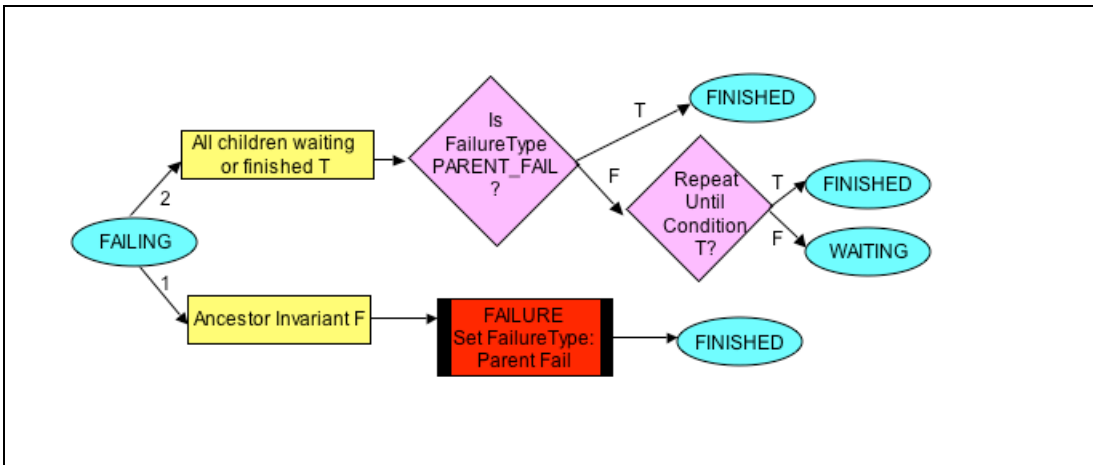 FAILING
2
All children waiting
or finished T
Is
FailureType
PARENT_FAIL
?
T
FINISHED
F
Repeat
Until
Condition
T?
T
FINISHED
F
WAITING
1
Ancestor Invariant F
FAILURE
Set FailureType:
Parent Fail
FINISHED